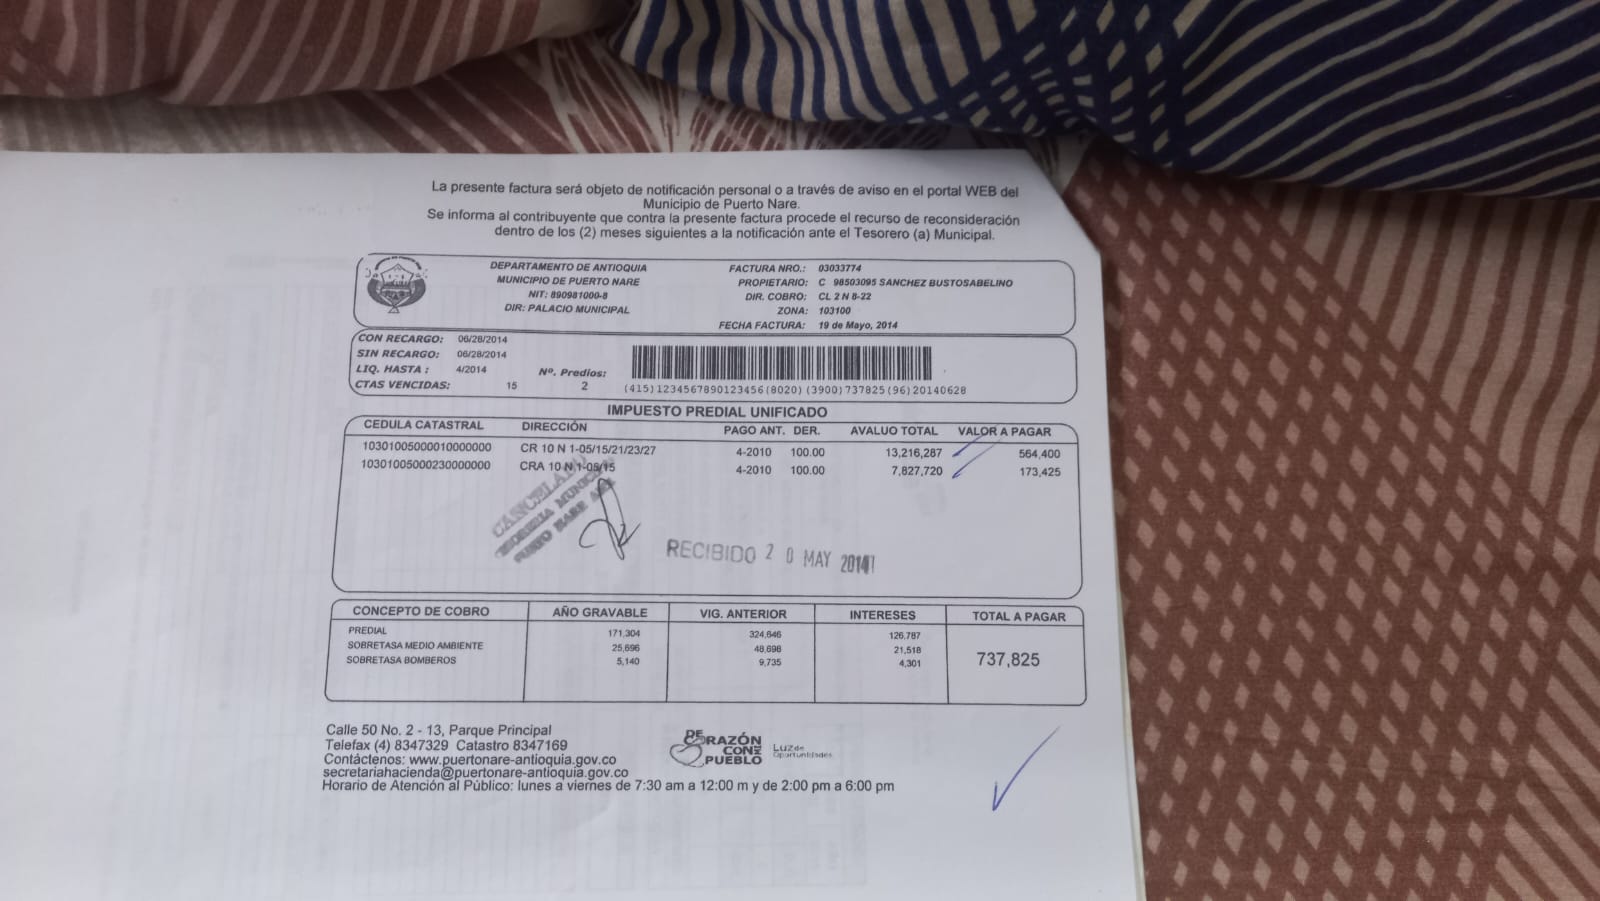 La presente factura será objeto de notificación personal o a través de aviso en el portal WEB del
Municipio de Puerto Nare.
Se informa al contribuyente que contra la presente factura procede el recurso de reconsideración
dentro de los (2) meses siguientes a la notificación ante el Tesorero (a) Municipal.
DEPARTAMENTO DE ANTIOQUIA
MUNICIPIO DE PUERTO NARE
NIT: 890981000-8
DIR: PALACIO MUNICIPAL
FACTURA NRO.: 03033774
PROPIETARIO: C 98503095 SANCHEZ BUSTOSABELINO
DIR. COBRO: CL 2 N 8-22
ZONA: 103100
FECHA FACTURA: 19 de Mayo, 2014
CON RECARGO: 06/28/2014
SIN RECARGO: 06/28/2014
LIQ. HASTA : 4/2014
CTAS VENCIDAS: 15
Nº. Predios:
2
(415)1234567890123456(8020)(3900)737825(96)20140628
IMPUESTO PREDIAL UNIFICADO
CEDULA CATASTRAL DIRECCIÓN PAGO ANT. DER. AVALUO TOTAL VALOR A PAGAR
10301005000010000000 CR 10 N 1-05/15/21/23/27 4-2010 100.00 13,216,287 564,400
10301005000230000000 CRA 10 N 1-05/15 4-2010 100.00 7,827,720 173,425
CANCELADO
TESORERIA MUNICIPAL
PUERTO NARE ANT.
RECIBIDO 20 MAY 2014
CONCEPTO DE COBRO AÑO GRAVABLE VIG. ANTERIOR INTERESES TOTAL A PAGAR
PREDIAL 171,304 324,646 126,787
SOBRETASA MEDIO AMBIENTE 25,696 48,698 21,518
SOBRETASA BOMBEROS 5,140 9,735 4,301
737,825
Calle 50 No. 2 - 13, Parque Principal
Telefax (4) 8347329 Catastro 8347169
Contáctenos: www.puertonare-antioquia.gov.co
secretariahacienda@puertonare-antioquia.gov.co
Horario de Atención al Público: lunes a viernes de 7:30 am a 12:00 m y de 2:00 pm a 6:00 pm
DE
RAZÓN
CON MI
PUEBLO
Luz de
Oportunidades